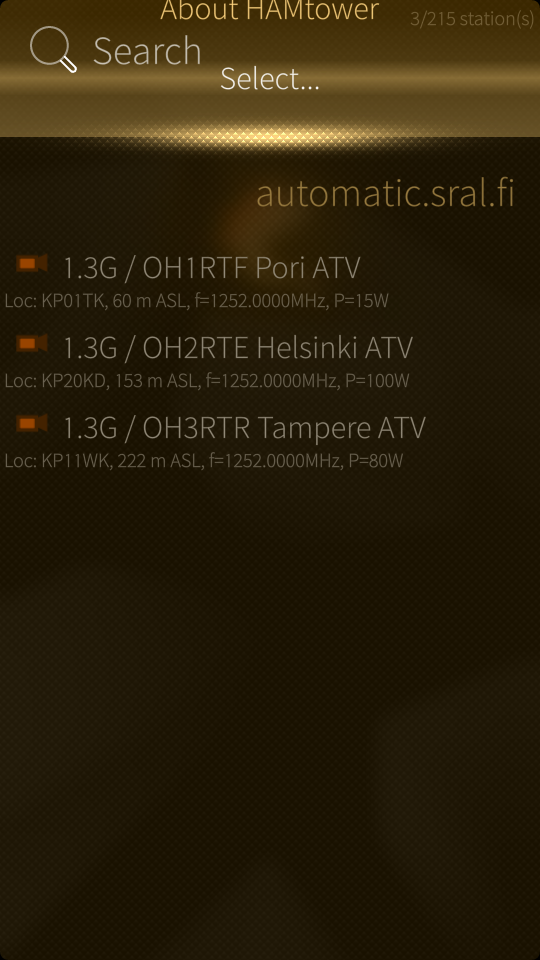 About HAMtower
3/215 station(s)
Search
Select...
automatic.sral.fi
1.3G / OH1RTF Pori ATV
Loc: KP01TK, 60 m ASL, f=1252.0000MHz, P=15W
1.3G / OH2RTE Helsinki ATV
Loc: KP20KD, 153 m ASL, f=1252.0000MHz, P=100W
1.3G / OH3RTR Tampere ATV
Loc: KP11WK, 222 m ASL, f=1252.0000MHz, P=80W